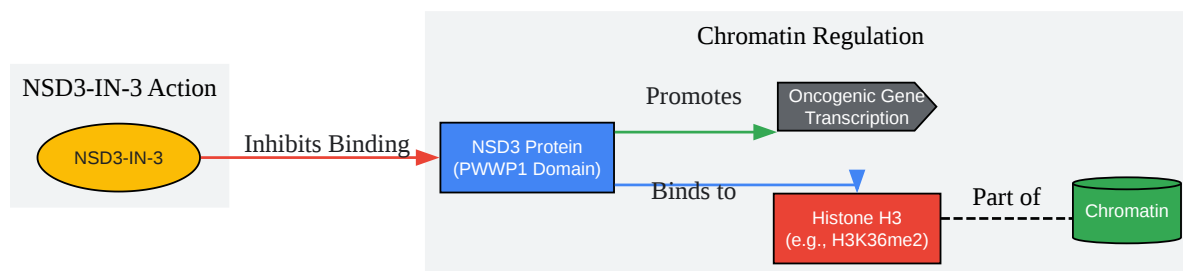 Chromatin Regulation
NSD3-IN-3 Action
NSD3-IN-3
Inhibits Binding
NSD3 Protein
(PWWP1 Domain)
Promotes
Oncogenic Gene
Transcription
Binds to
Histone H3
(e.g., H3K36me2)
Part of
Chromatin